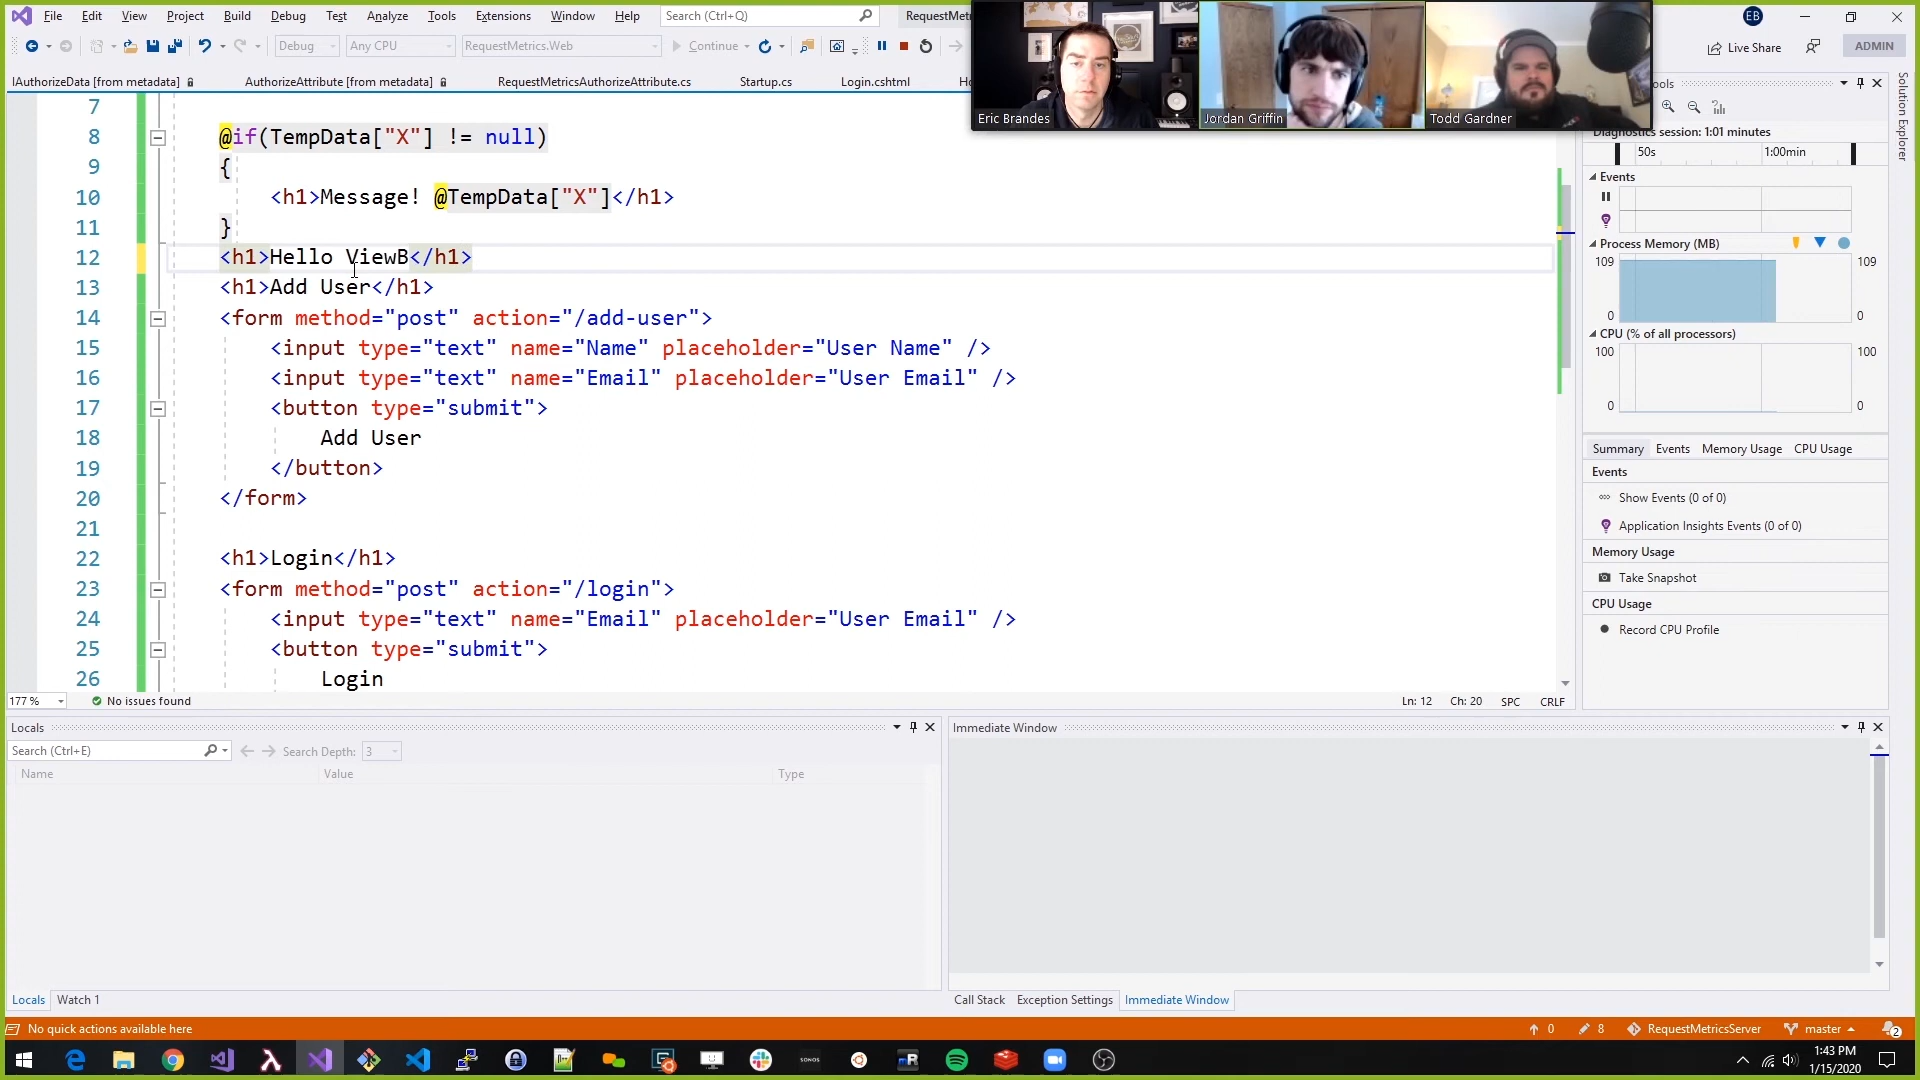 File Edit View Project Build Debug Test Analyze Tools Extensions Window Help Search (Ctrl+Q) RequestMet
EB
Debug Any CPU RequestMetrics.Web Continue Live Share ADMIN
IAuthorizeData [from metadata] AuthorizeAttribute [from metadata] RequestMetricsAuthorizeAttribute.cs Startup.cs Login.cshtml
Eric Brandes Jordan Griffin Todd Gardner
Solution Explorer
ools
Diagnostics session: 1:01 minutes
50s 1:00min
Events
Process Memory (MB)
109 109
0 0
CPU (% of all processors)
100 100
0 0
Summary Events Memory Usage CPU Usage
Events
Show Events (0 of 0)
Application Insights Events (0 of 0)
Memory Usage
Take Snapshot
CPU Usage
Record CPU Profile
7
8 @if(TempData["X"] != null)
9 {
10 <h1>Message! @TempData["X"]</h1>
11 }
12 <h1>Hello ViewB</h1>
13 <h1>Add User</h1>
14 <form method="post" action="/add-user">
15 <input type="text" name="Name" placeholder="User Name" />
16 <input type="text" name="Email" placeholder="User Email" />
17 <button type="submit">
18 Add User
19 </button>
20 </form>
21
22 <h1>Login</h1>
23 <form method="post" action="/login">
24 <input type="text" name="Email" placeholder="User Email" />
25 <button type="submit">
26 Login
177 % No issues found Ln: 12 Ch: 20 SPC CRLF
Locals
Search (Ctrl+E) Search Depth: 3
Name Value Type
Locals Watch 1
Immediate Window
Call Stack Exception Settings Immediate Window
No quick actions available here 0 8 RequestMetricsServer master 2
SONOS
1:43 PM
1/15/2020